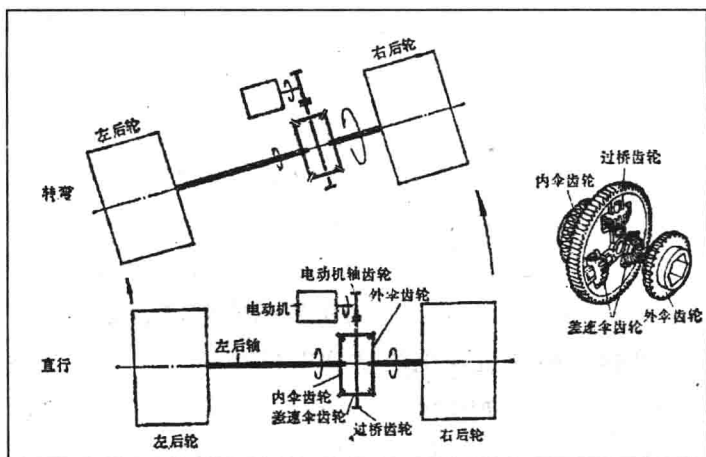 右后轮
左后轮
转弯
过桥齿轮
内伞齿轮
外伞齿轮
差速伞齿轮
电动机轴齿轮
电动机
外伞齿轮
左后轴
直行
内伞齿轮
差速伞齿轮
过桥齿轮
左后轮
右后轮